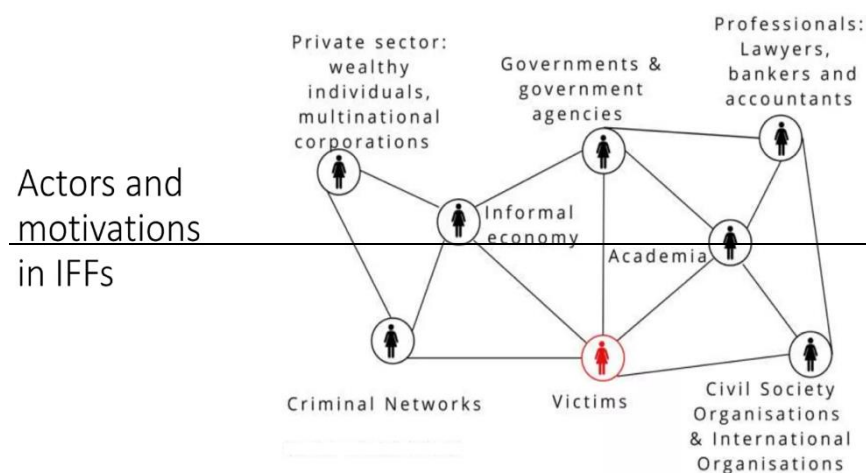 Actors and
motivations
in IFFs
Private sector:
wealthy
individuals,
multinational
corporations
Governments &
government
agencies
Professionals:
Lawyers,
bankers and
accountants
Informal
economy
Academia
Criminal Networks
Victims
Civil Society
Organisations
& International
Organisations